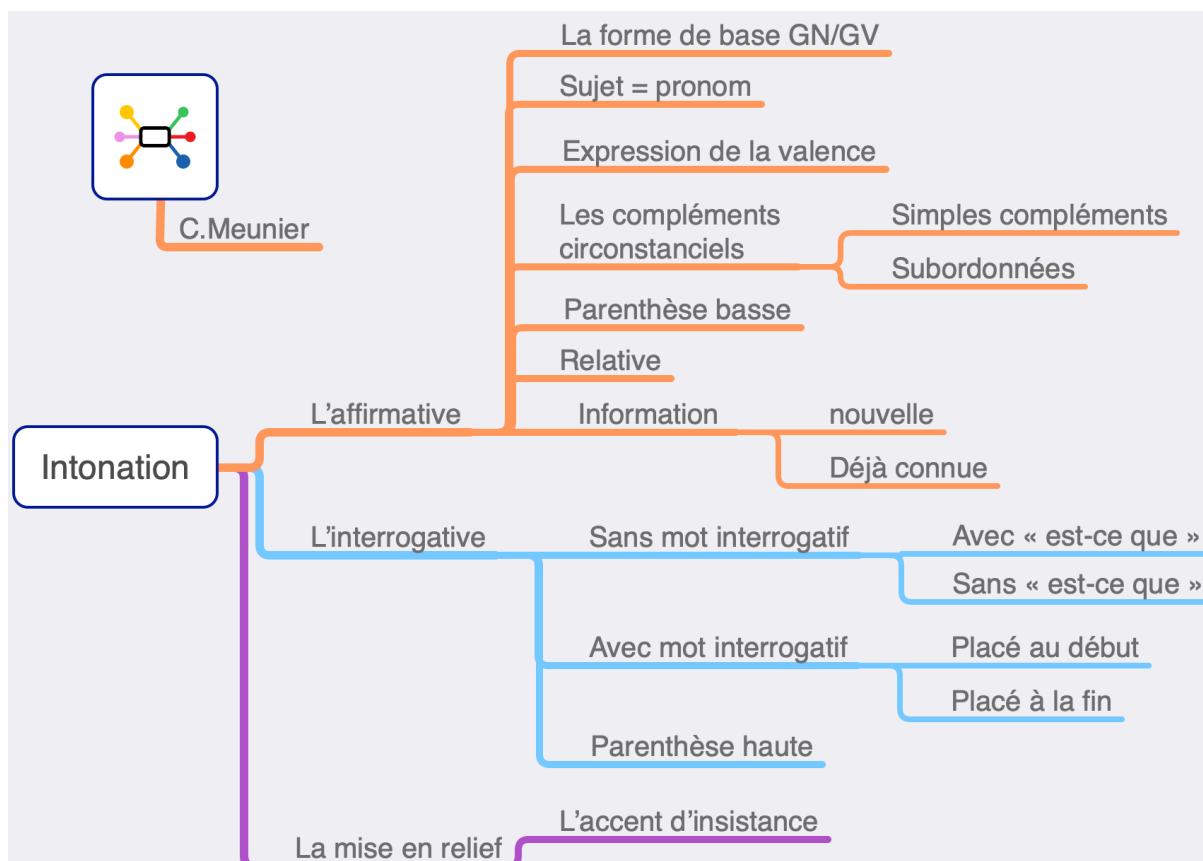 C.Meunier
Intonation
L’affirmative
La forme de base GN/GV
Sujet = pronom
Expression de la valence
Les compléments
circonstanciels
Simples compléments
Subordonnées
Parenthèse basse
Relative
Information
nouvelle
Déjà connue
L’interrogative
Sans mot interrogatif
Avec « est-ce que »
Sans « est-ce que »
Avec mot interrogatif
Placé au début
Placé à la fin
Parenthèse haute
La mise en relief
L’accent d’insistance